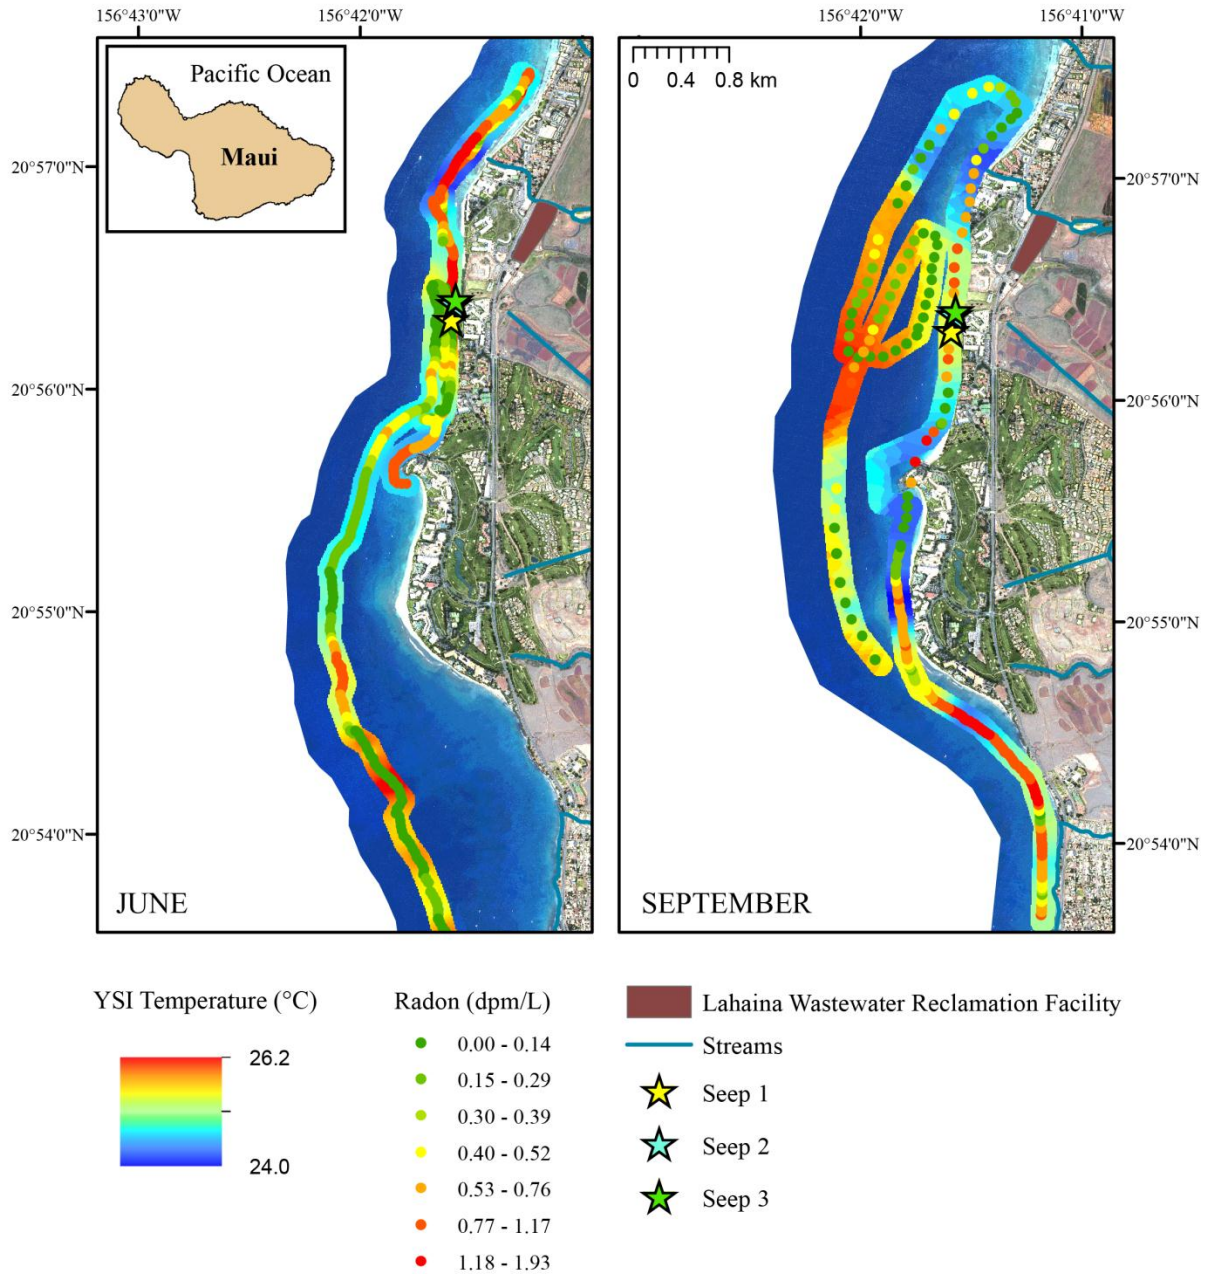 156°43'0"W 156°42'0"W 156°42'0"W 156°41'0"W
Pacific Ocean
Maui
0 0.4 0.8 km
20°57'0"N
20°57'0"N
20°56'0"N
20°56'0"N
20°55'0"N
20°55'0"N
20°54'0"N
20°54'0"N
JUNE
SEPTEMBER
YSI Temperature (°C)
26.2
24.0
Radon (dpm/L)
0.00 - 0.14
0.15 - 0.29
0.30 - 0.39
0.40 - 0.52
0.53 - 0.76
0.77 - 1.17
1.18 - 1.93
Lahaina Wastewater Reclamation Facility
Streams
Seep 1
Seep 2
Seep 3